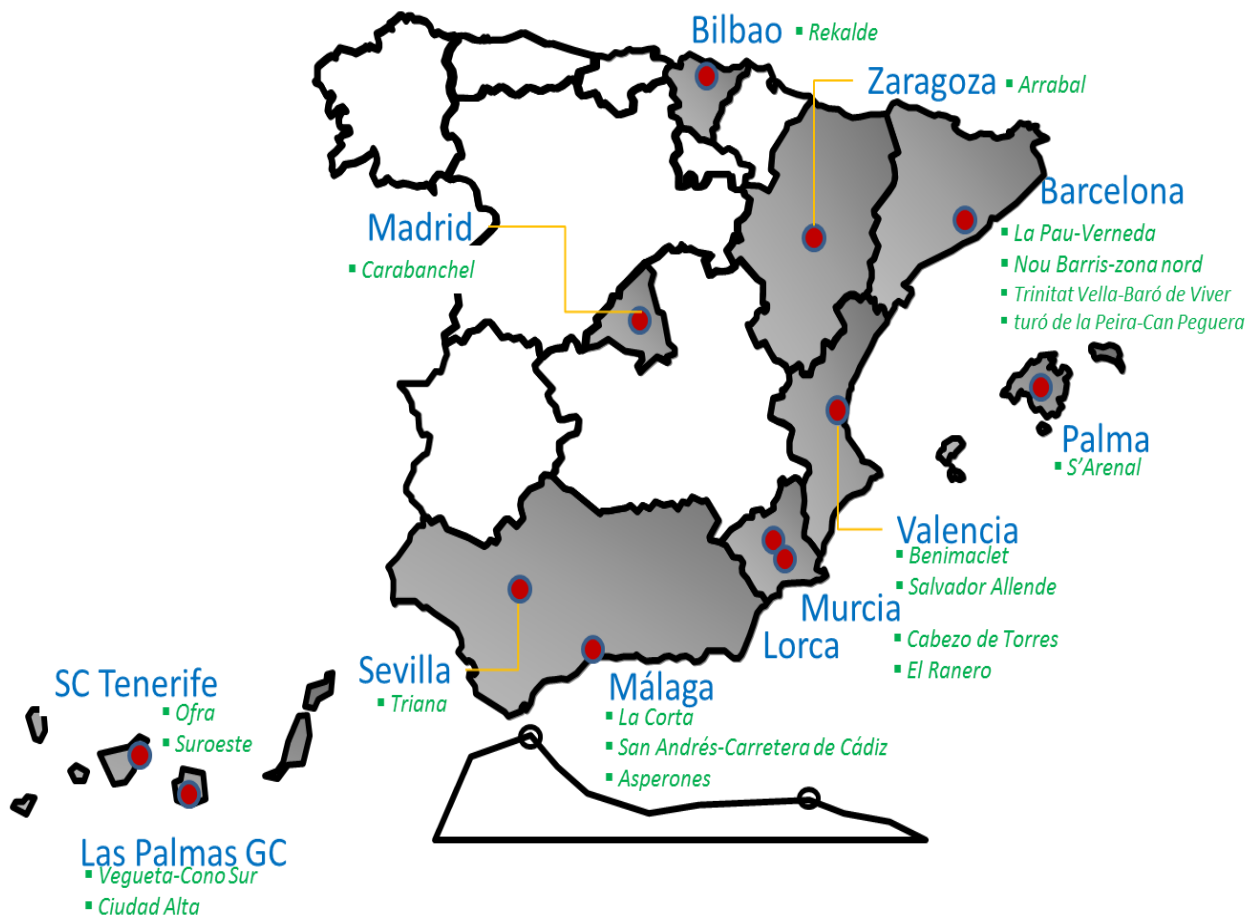 Bilbao
▪ Rekalde
Zaragoza
▪ Arrabal
Barcelona
▪ La Pau-Verneda
▪ Nou Barris-zona nord
▪ Trinitat Vella-Baró de Viver
▪ turó de la Peira-Can Peguera
Madrid
▪ Carabanchel
Palma
▪ S’Arenal
Valencia
▪ Benimaclet
▪ Salvador Allende
Murcia
Lorca
▪ Cabezo de Torres
▪ El Ranero
Sevilla
▪ Triana
Málaga
▪ La Corta
▪ San Andrés-Carretera de Cádiz
▪ Asperones
SC Tenerife
▪ Ofra
▪ Suroeste
Las Palmas GC
▪ Vegueta-Cono Sur
▪ Ciudad Alta